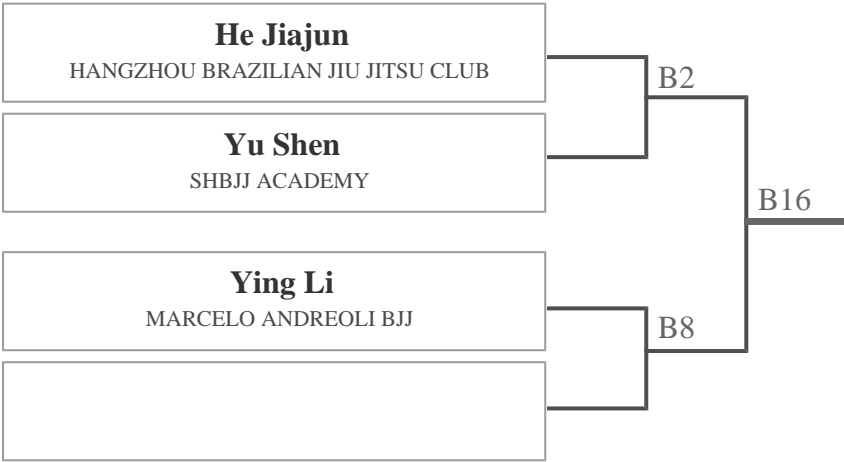 He Jiajun
HANGZHOU BRAZILIAN JIU JITSU CLUB
B2
Yu Shen
SHBJJ ACADEMY
B16
Ying Li
MARCELO ANDREOLI BJJ
B8